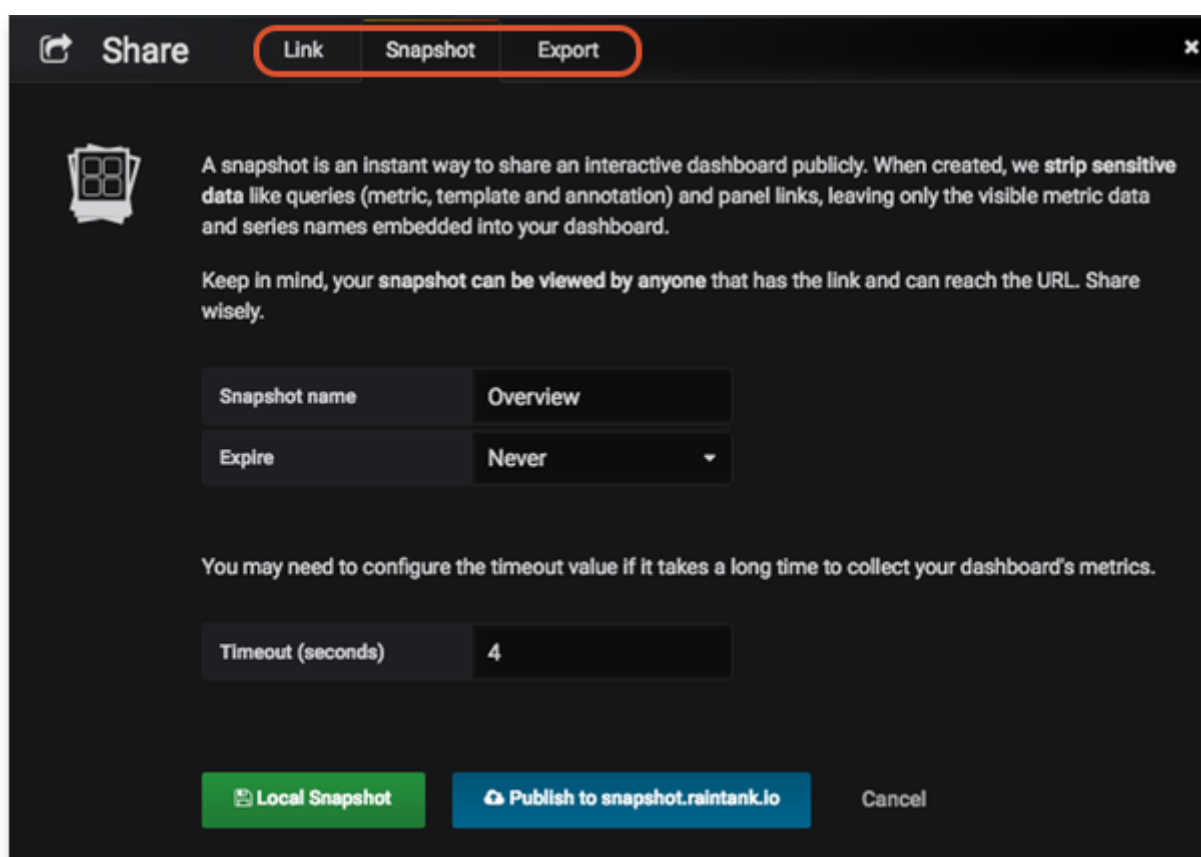 Share Link Snapshot Export
A snapshot is an instant way to share an interactive dashboard publicly. When created, we strip sensitive
data like queries (metric, template and annotation) and panel links, leaving only the visible metric data
and series names embedded into your dashboard.
Keep in mind, your snapshot can be viewed by anyone that has the link and can reach the URL. Share
wisely.
Snapshot name Overview
Expire Never
You may need to configure the timeout value if it takes a long time to collect your dashboard's metrics.
Timeout (seconds) 4
Local Snapshot Publish to snapshot.raintank.io Cancel